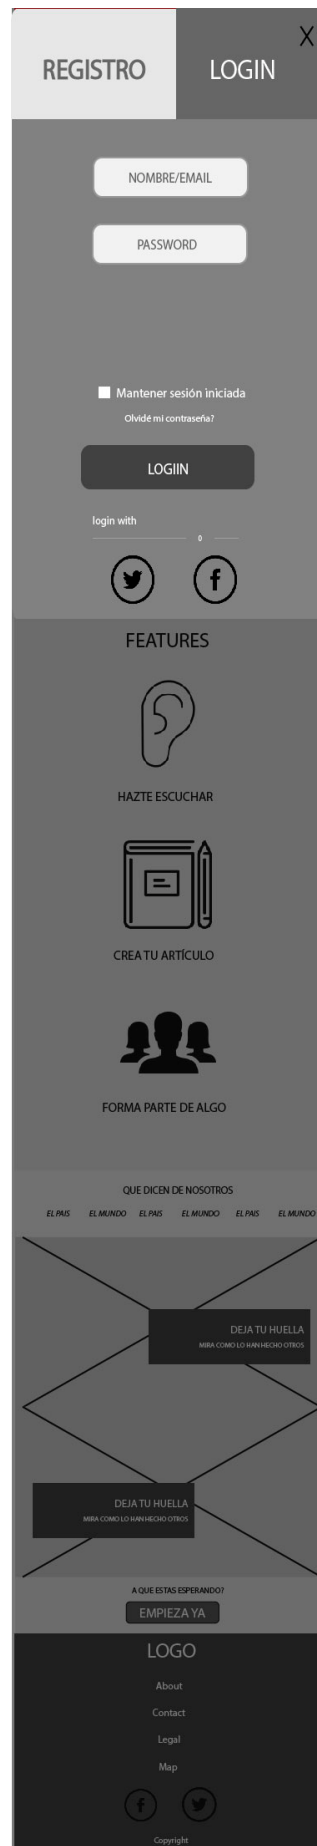 REGISTRO LOGIN X
NOMBRE/EMAIL
PASSWORD
Mantener sesión iniciada
Olvidé mi contraseña?
LOGIIN
login with
o
FEATURES
HAZTE ESCUCHAR
CREA TU ARTÍCULO
FORMA PARTE DE ALGO
QUE DICEN DE NOSOTROS
EL PAIS EL MUNDO EL PAIS EL MUNDO EL PAIS EL MUNDO
DEJA TU HUELLA
MIRA COMO LO HAN HECHO OTROS
DEJA TU HUELLA
MIRA COMO LO HAN HECHO OTROS
A QUE ESTAS ESPERANDO?
EMPIEZA YA
LOGO
About
Contact
Legal
Map
Copyright